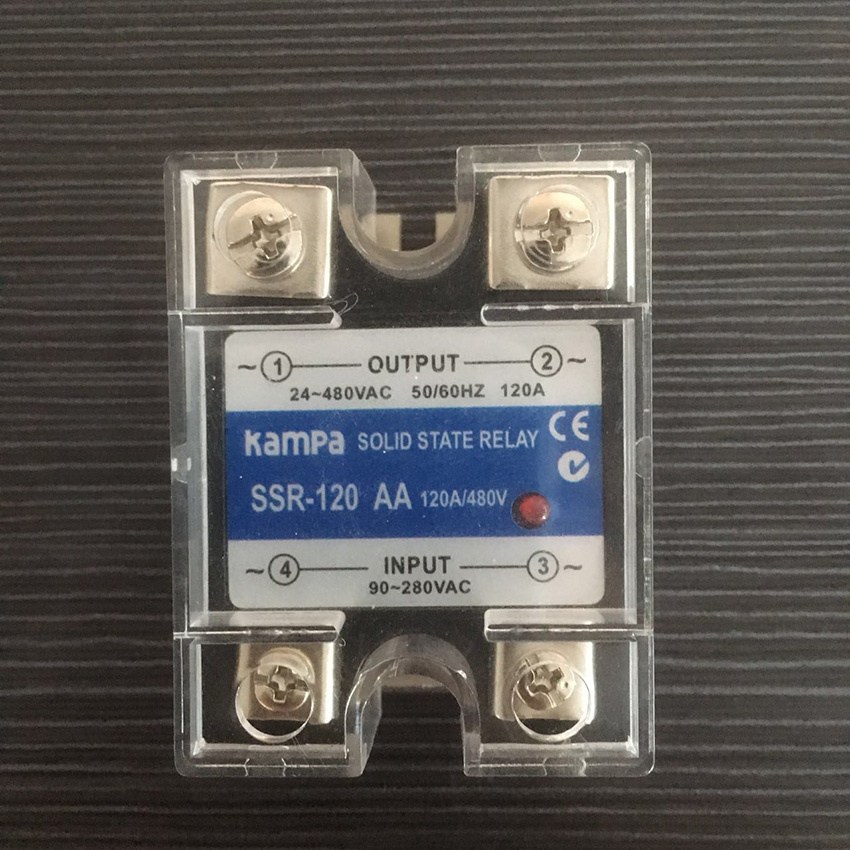 ~ 1 OUTPUT 2 ~
24~480VAC 50/60HZ 120A
Kampa SOLID STATE RELAY CE
SSR-120 AA 120A/480V
~ 4 INPUT 3 ~
90~280VAC